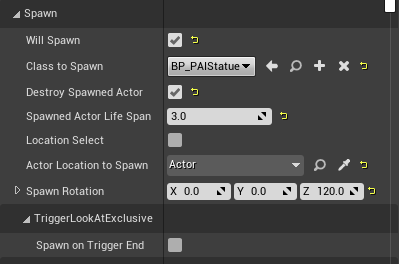 Spawn
Will Spawn
Class to Spawn BP_PAIStatue
Destroy Spawned Actor
Spawned Actor Life Span 3.0
Location Select
Actor Location to Spawn Actor
Spawn Rotation X 0.0 Y 0.0 Z 120.0
TriggerLookAtExclusive
Spawn on Trigger End